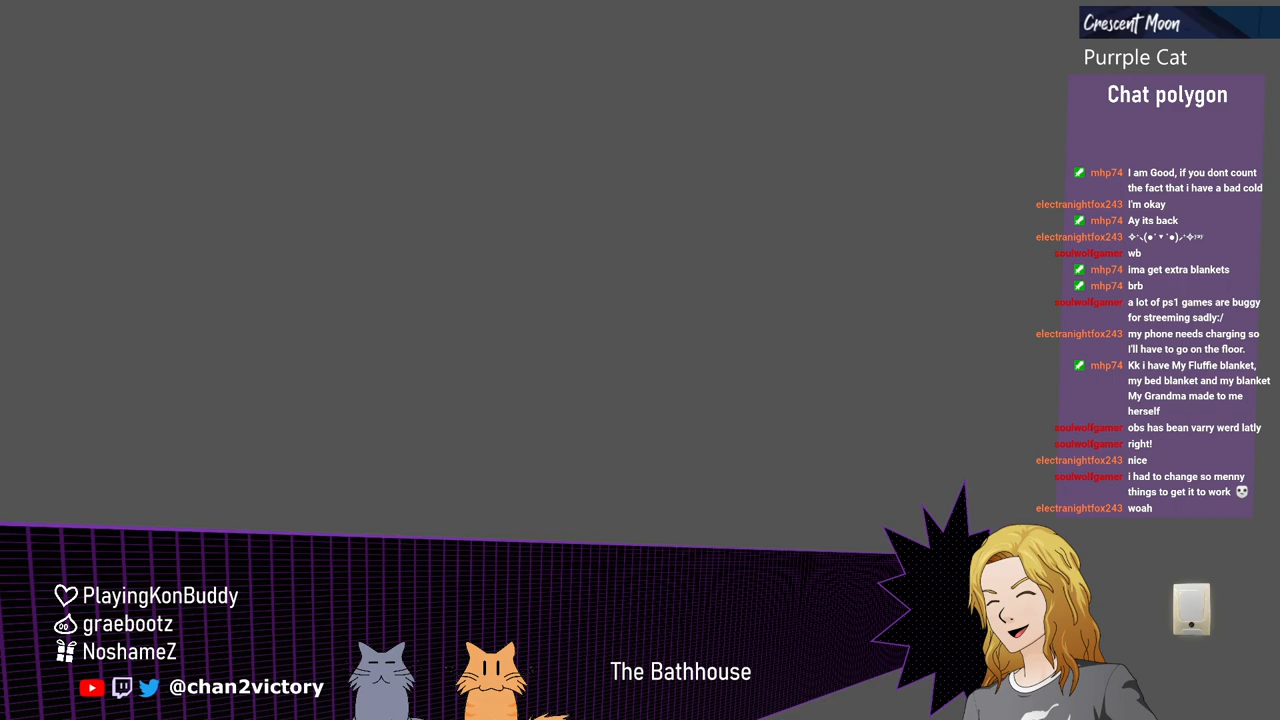 Crescent Moon
Purrple Cat
Chat polygon
mhp74 I am Good, if you dont count
the fact that i have a bad cold
electranightfox243 I'm okay
mhp74 Ay its back
electranightfox243
soulwolfgamer wb
mhp74 ima get extra blankets
mhp74 brb
soulwolfgamer a lot of ps1 games are buggy
for streeming sadly:/
electranightfox243 my phone needs charging so
I'll have to go on the floor.
mhp74 Kk i have My Fluffie blanket,
my bed blanket and my blanket
My Grandma made to me
herself
soulwolfgamer obs has bean varry werd latly
soulwolfgamer right!
electranightfox243 nice
soulwolfgamer i had to change so menny
things to get it to work
electranightfox243 woah
PlayingKonBuddy
graebootz
NoshameZ
@chan2victory
The Bathhouse